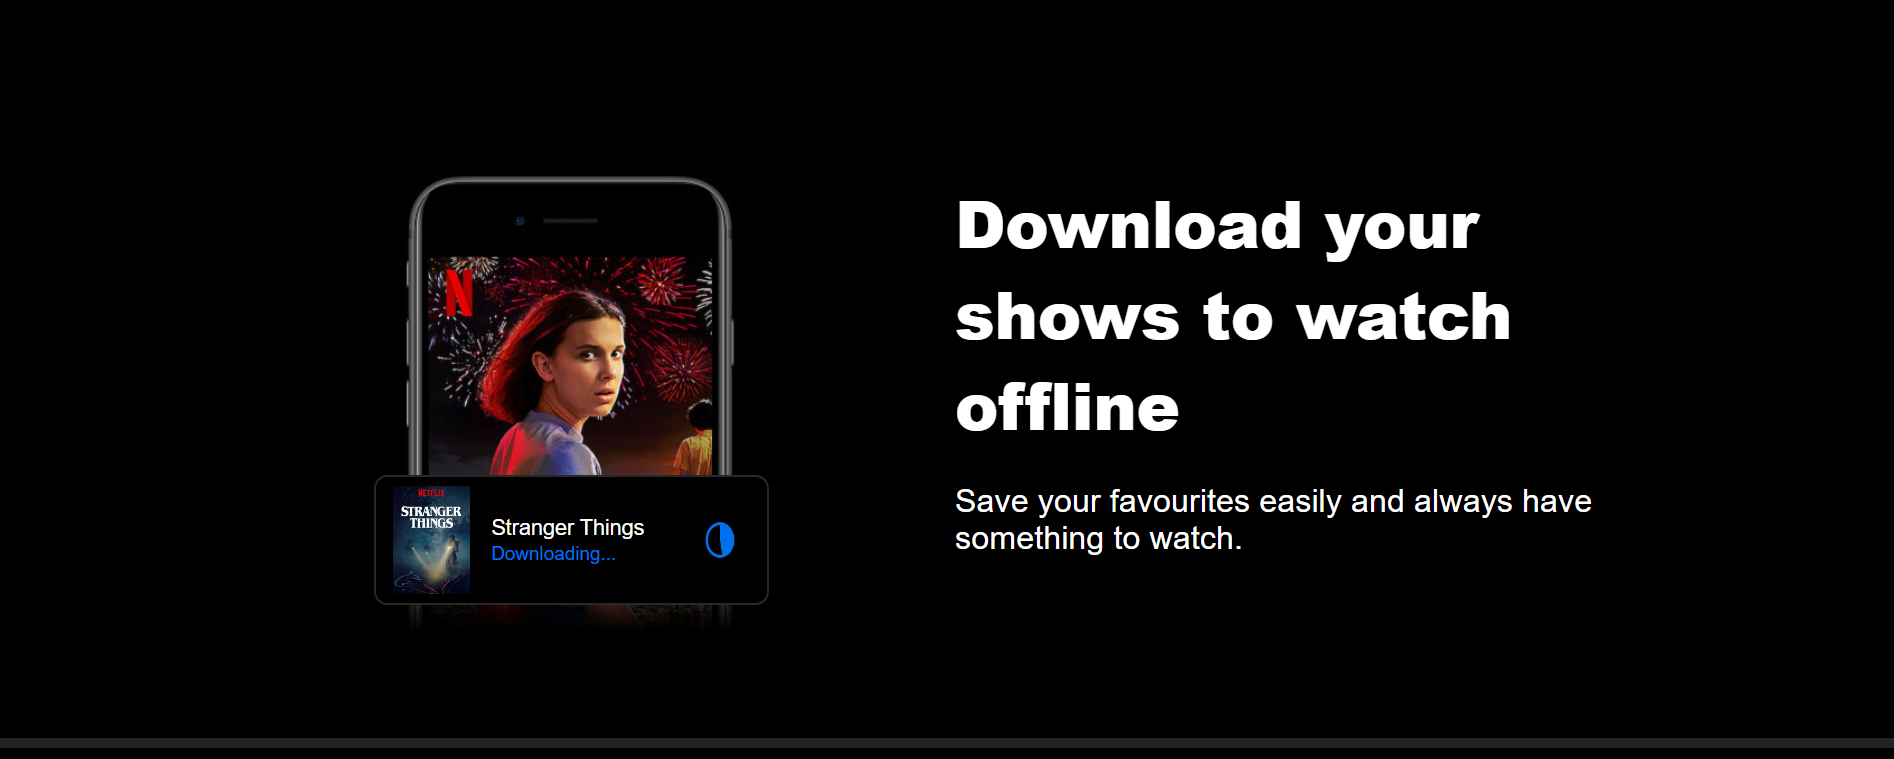 Download your
shows to watch
offline
Save your favourites easily and always have
something to watch.
N
NETFLIX
STRANGER
THINGS
Stranger Things
Downloading...